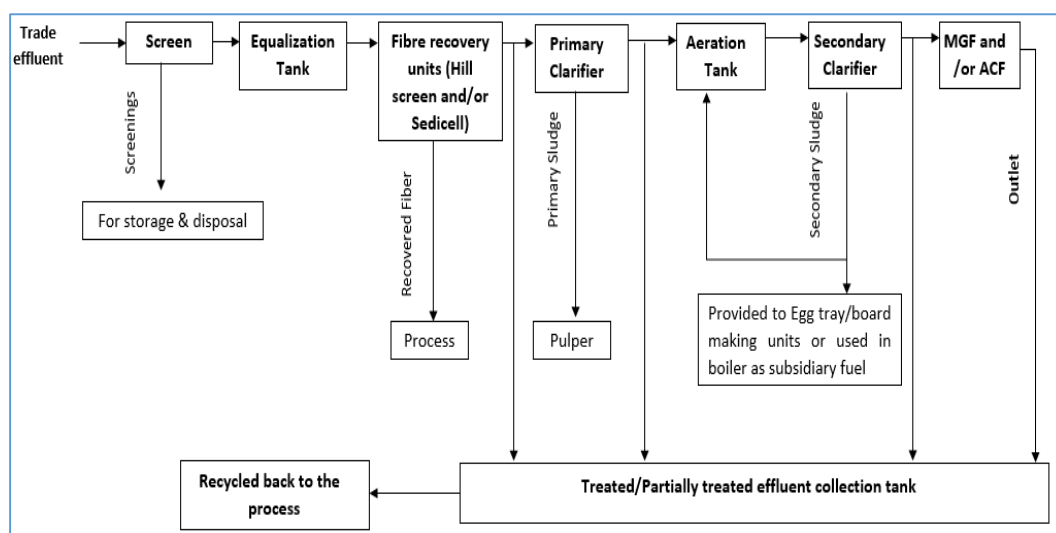 Trade
effluent
Screen
Equalization
Tank
Fibre recovery
units (Hill
screen and/or
Sedicell)
Primary
Clarifier
Aeration
Tank
Secondary
Clarifier
MGF and
/or ACF
Screenings
Recovered Fiber
Primary Sludge
Secondary Sludge
Outlet
For storage & disposal
Process
Pulper
Provided to Egg tray/board
making units or used in
boiler as subsidiary fuel
Recycled back to the
process
Treated/Partially treated effluent collection tank